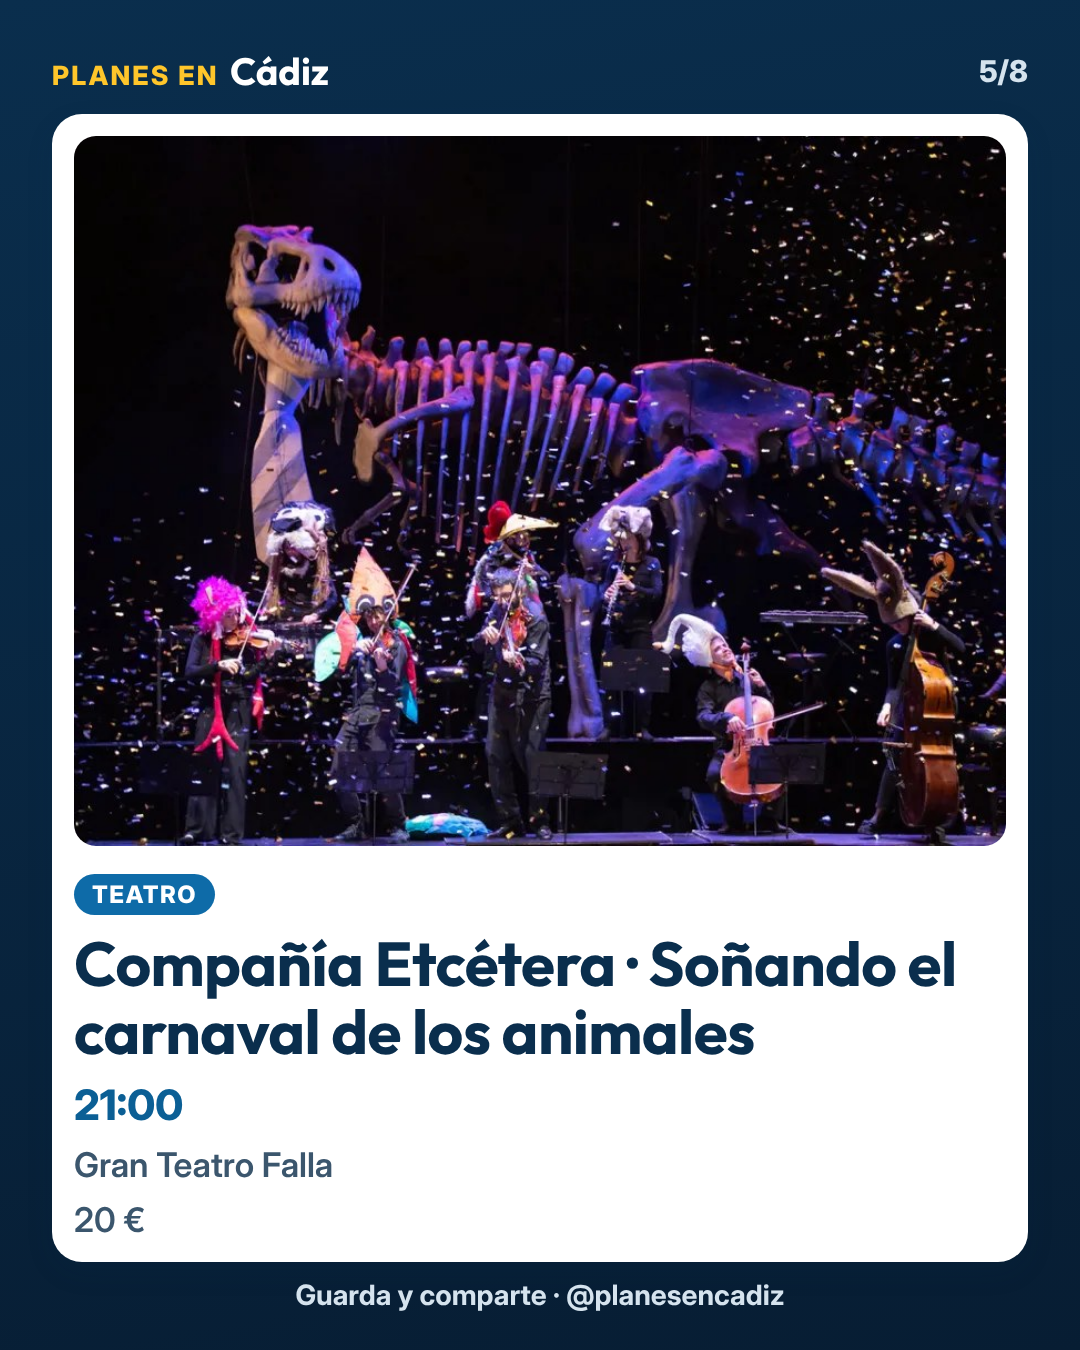 PLANES EN Cádiz
5/8
TEATRO
Compañía Etcétera · Soñando el
carnaval de los animales
21:00
Gran Teatro Falla
20 €
Guarda y comparte · @planesencadiz